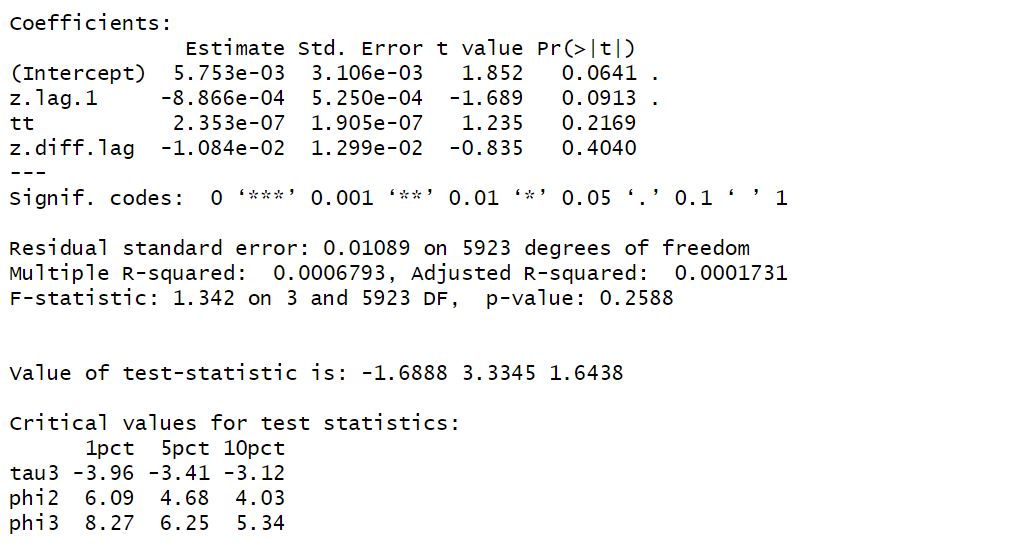 Coefficients:
Estimate Std. Error t value Pr(>|t|)
(Intercept) 5.753e-03 3.106e-03 1.852 0.0641 .
z.lag.1 -8.866e-04 5.250e-04 -1.689 0.0913 .
tt 2.353e-07 1.905e-07 1.235 0.2169
z.diff.lag -1.084e-02 1.299e-02 -0.835 0.4040
---
Signif. codes: 0 ‘***’ 0.001 ‘**’ 0.01 ‘*’ 0.05 ‘.’ 0.1 ‘ ’ 1
Residual standard error: 0.01089 on 5923 degrees of freedom
Multiple R-squared: 0.0006793, Adjusted R-squared: 0.0001731
F-statistic: 1.342 on 3 and 5923 DF, p-value: 0.2588
Value of test-statistic is: -1.6888 3.3345 1.6438
Critical values for test statistics:
1pct 5pct 10pct
tau3 -3.96 -3.41 -3.12
phi2 6.09 4.68 4.03
phi3 8.27 6.25 5.34